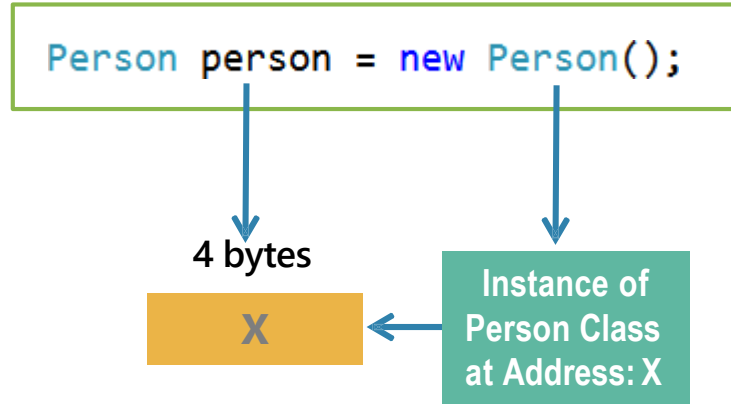 Person person = new Person();
4 bytes
X
Instance of
Person Class
at Address: X